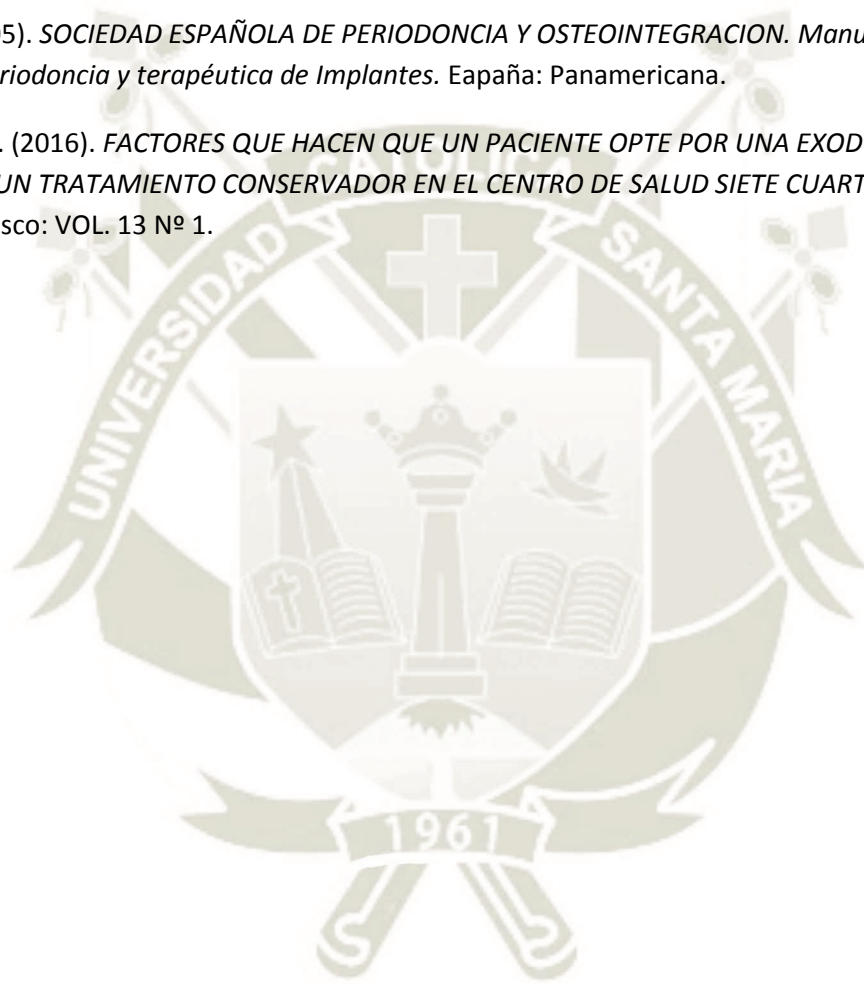 05). SOCIEDAD ESPAÑOLA DE PERIODONCIA Y OSTEOINTEGRACION. Manu
riodoncia y terapéutica de Implantes. Eapaña: Panamericana.
. (2016). FACTORES QUE HACEN QUE UN PACIENTE OPTE POR UNA EXOD
UN TRATAMIENTO CONSERVADOR EN EL CENTRO DE SALUD SIETE CUART
sco: VOL. 13 Nº 1.
UNIVERSIDAD CATOLICA SANTA MARIA
1961